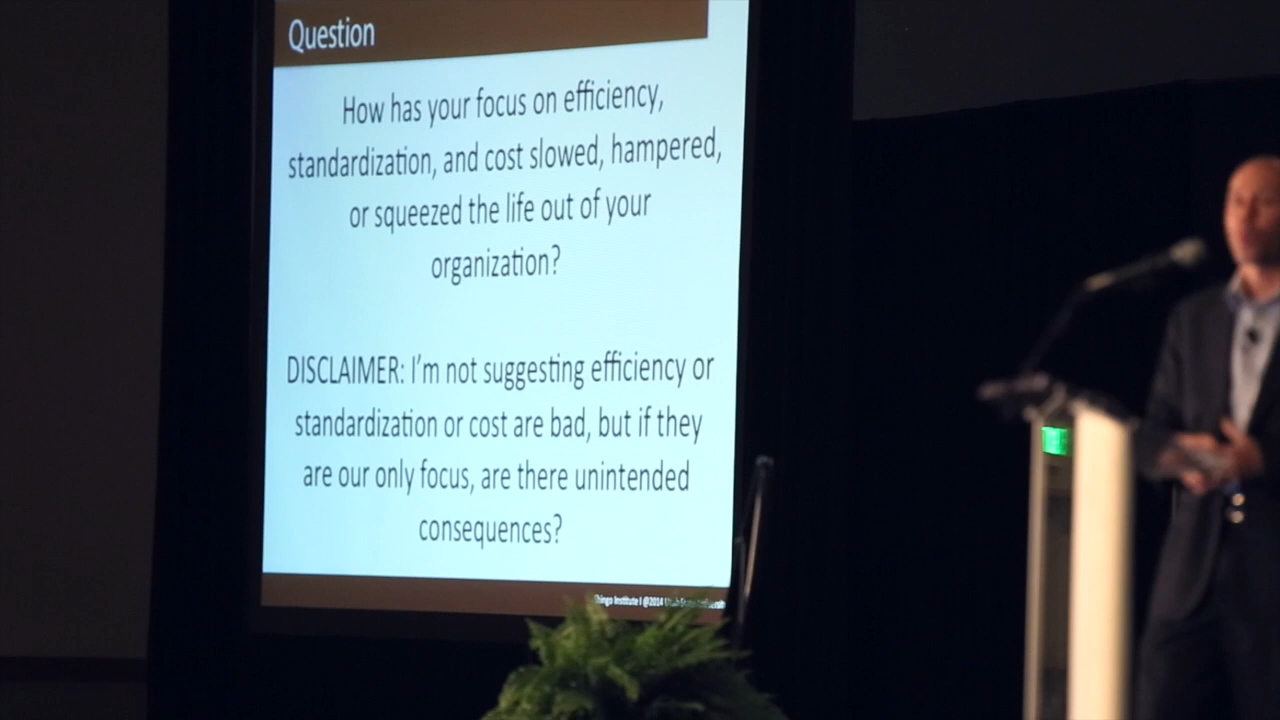 Question
How has your focus on efficiency,
standardization, and cost slowed, hampered,
or squeezed the life out of your
organization?
DISCLAIMER: I'm not suggesting efficiency or
standardization or cost are bad, but if they
are our only focus, are there unintended
consequences?
Institute | @2014